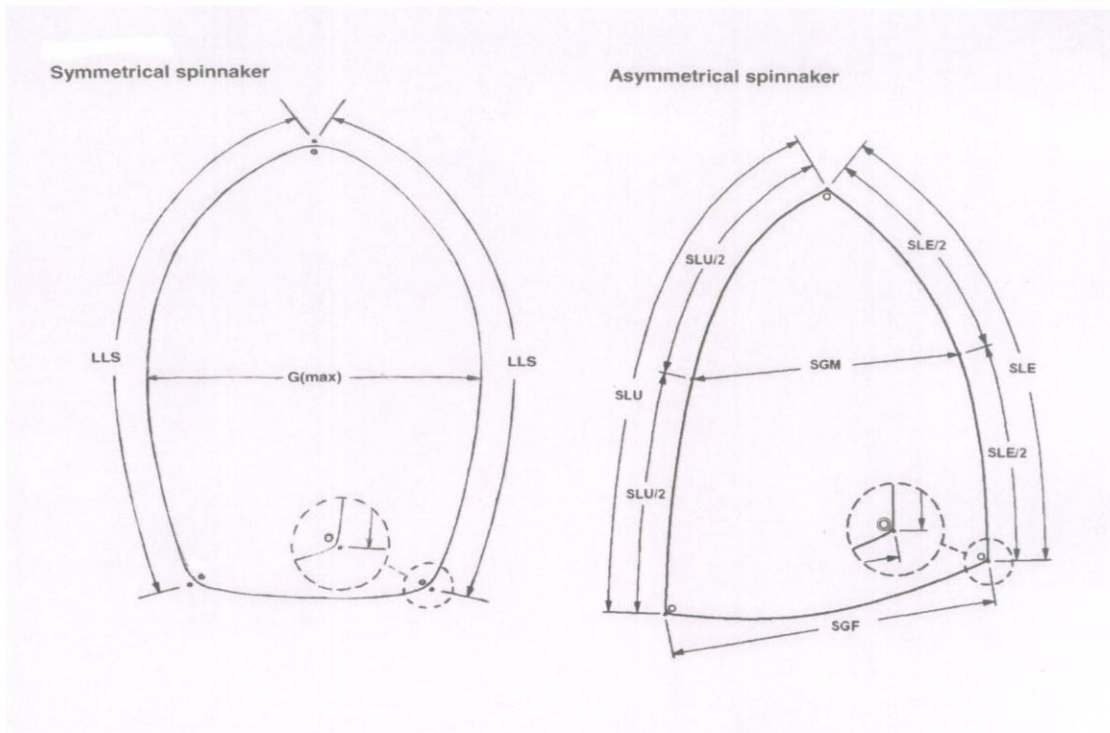 Symmetrical spinnaker
LLS
G(max)
LLS
Asymmetrical spinnaker
SLU/2
SLE/2
SLU
SGM
SLE
SLU/2
SLE/2
SGF